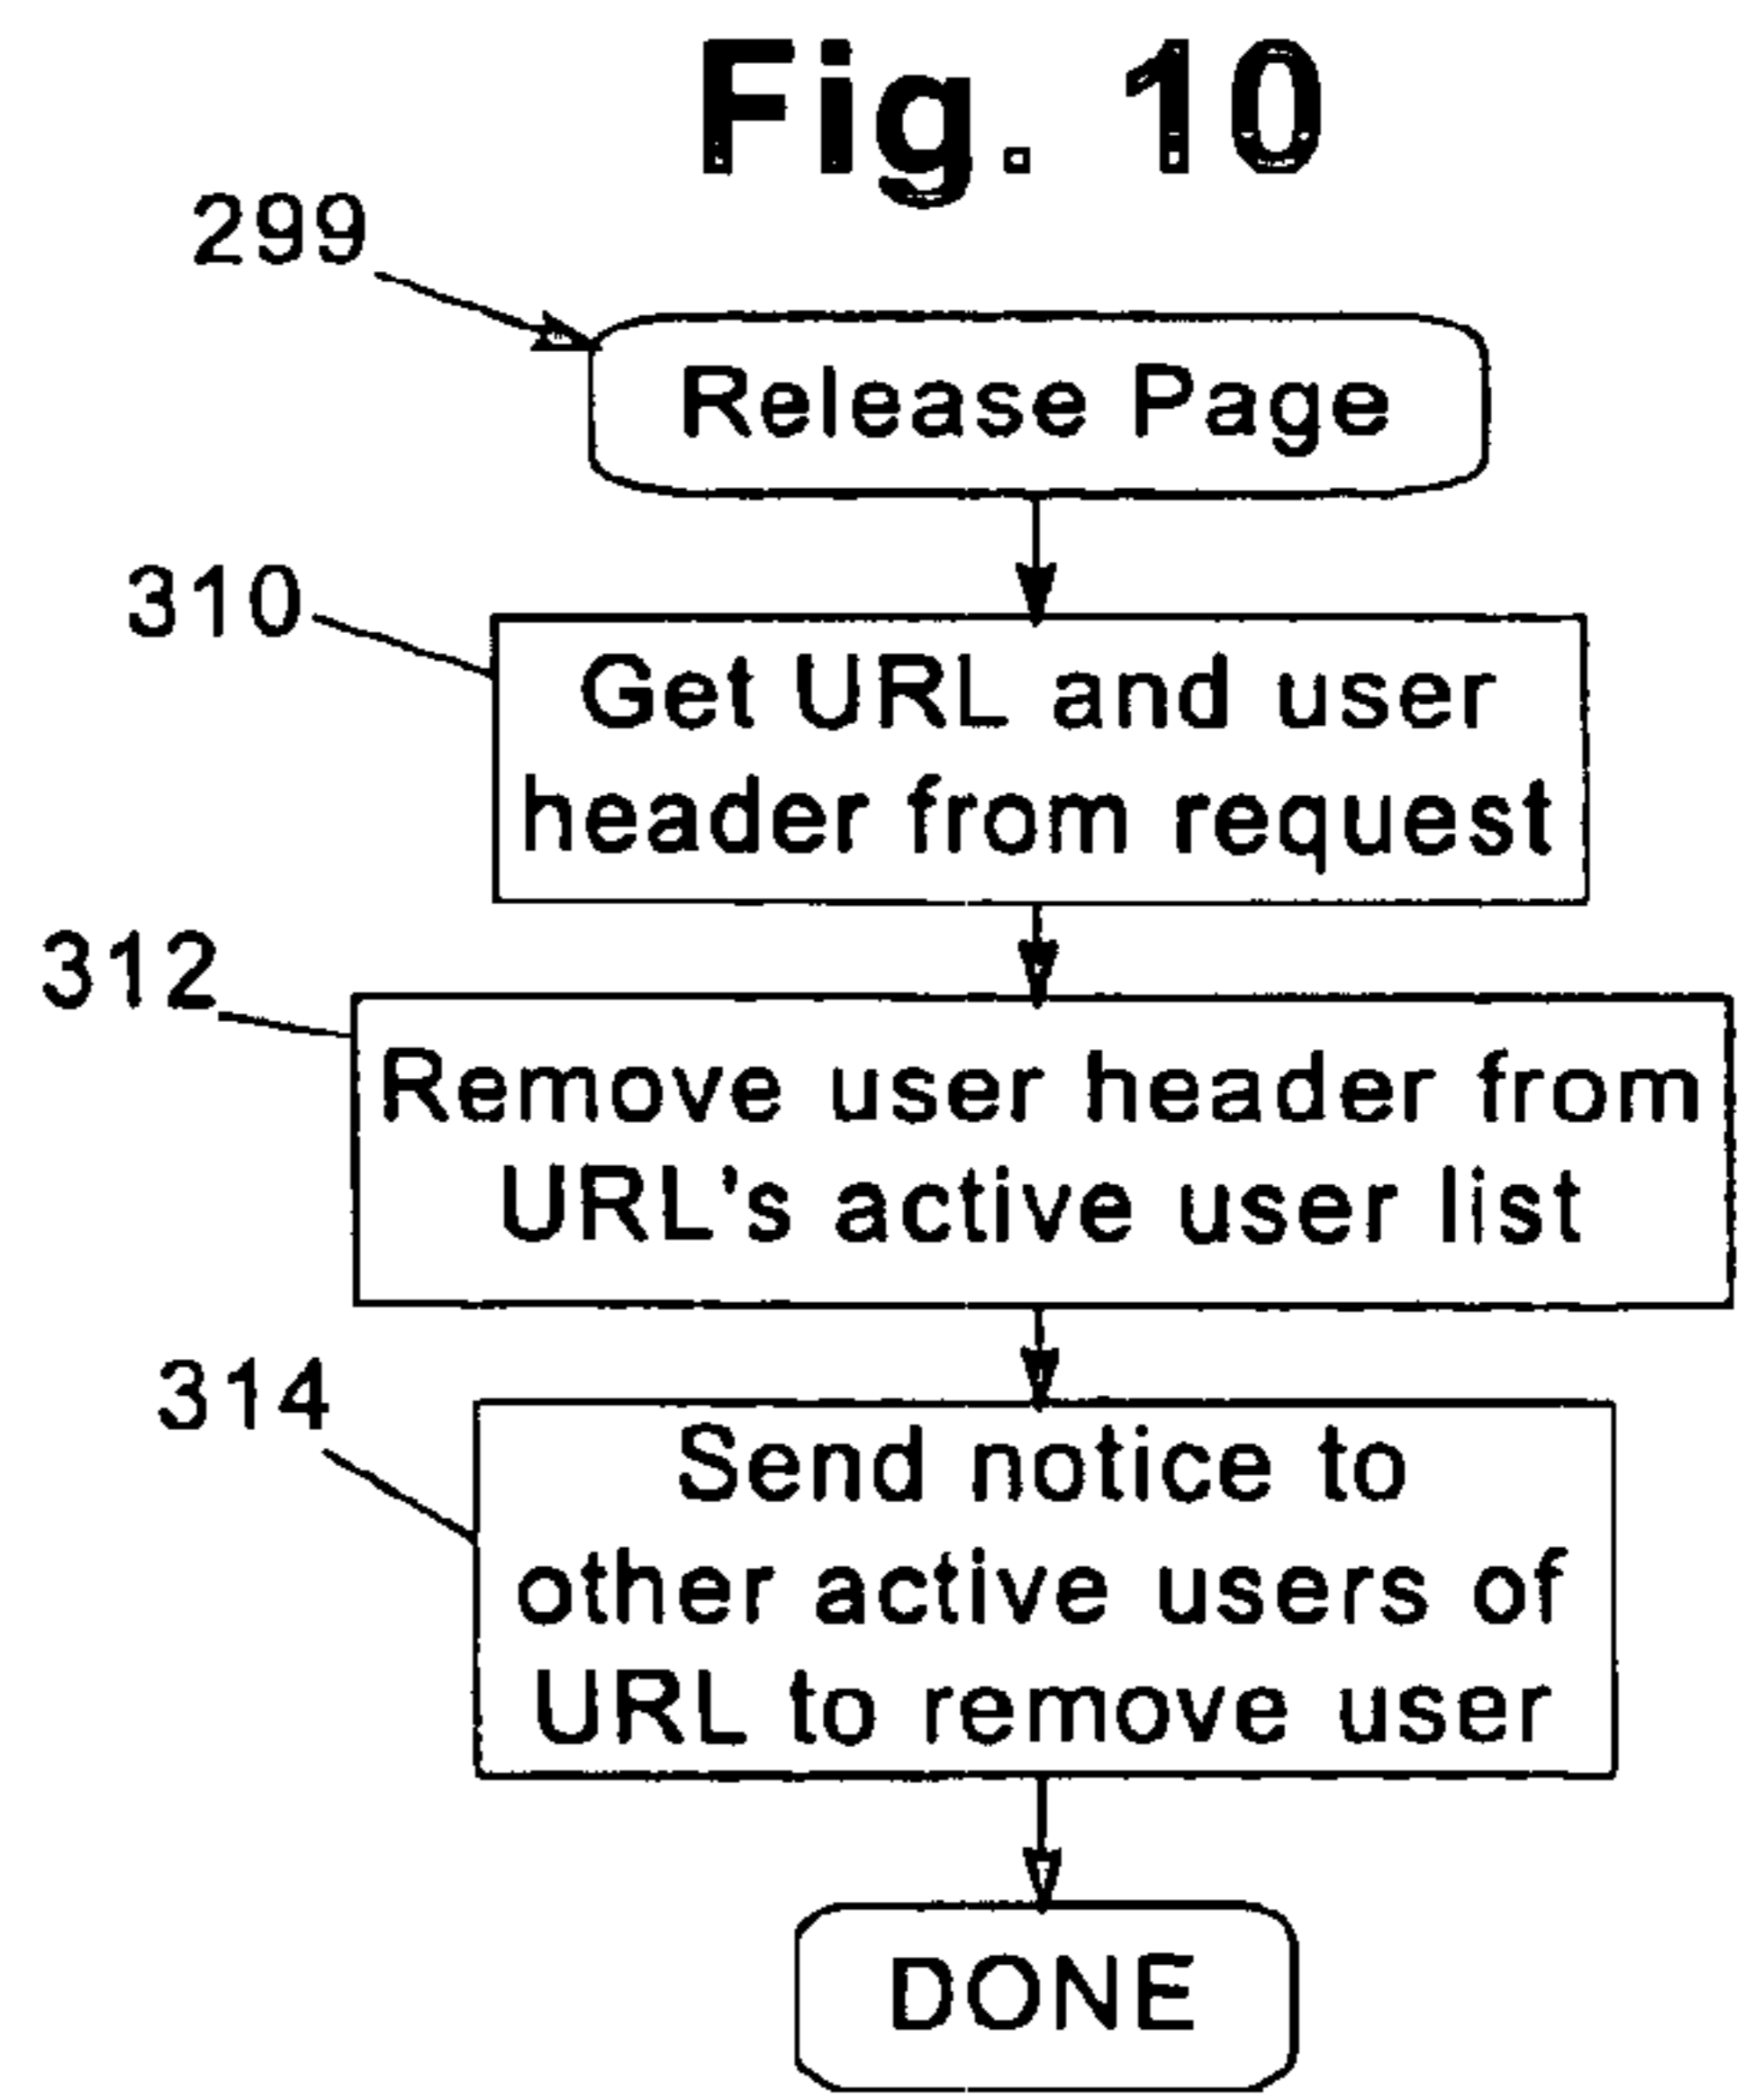 Fig. 10
299
Release Page
310
Get URL and user
header from request
312
Remove user header from
URL's active user list
314
Send notice to
other active users of
URL to remove user
DONE